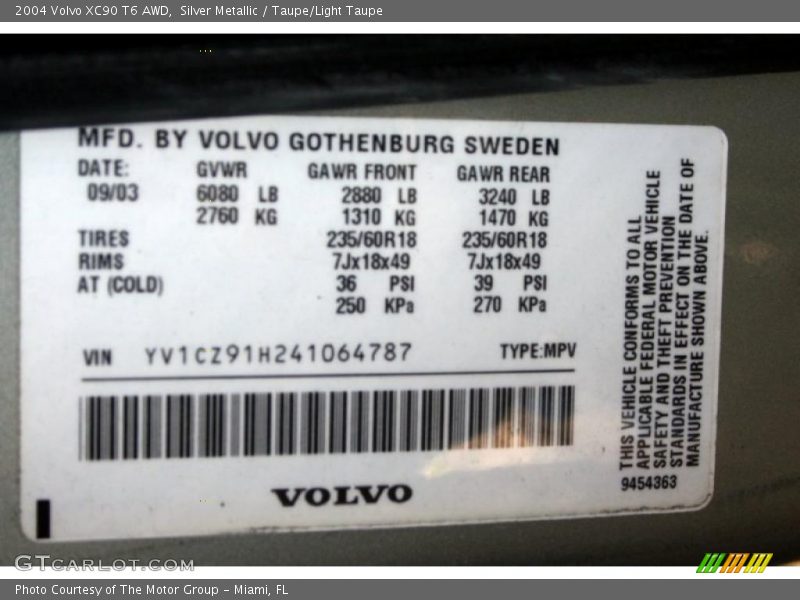 2004 Volvo XC90 T6 AWD,  Silver Metallic / Taupe/Light Taupe
MFD. BY VOLVO GOTHENBURG SWEDEN
DATE: GVWR GAWR FRONT GAWR REAR
09/03 6080 LB 2880 LB 3240 LB
2760 KG 1310 KG 1470 KG
TIRES 235/60R18 235/60R18
RIMS 7Jx18x49 7Jx18x49
AT (COLD) 36 PSI 39 PSI
250 KPa 270 KPa
VIN YV1CZ91H241064787 TYPE:MPV
VOLVO
THIS VEHICLE CONFORMS TO ALL
APPLICABLE FEDERAL MOTOR VEHICLE
SAFETY AND THEFT PREVENTION
STANDARDS IN EFFECT ON THE DATE OF
MANUFACTURE SHOWN ABOVE.
9454363
GTCARLOT.COM
Photo Courtesy of The Motor Group - Miami, FL